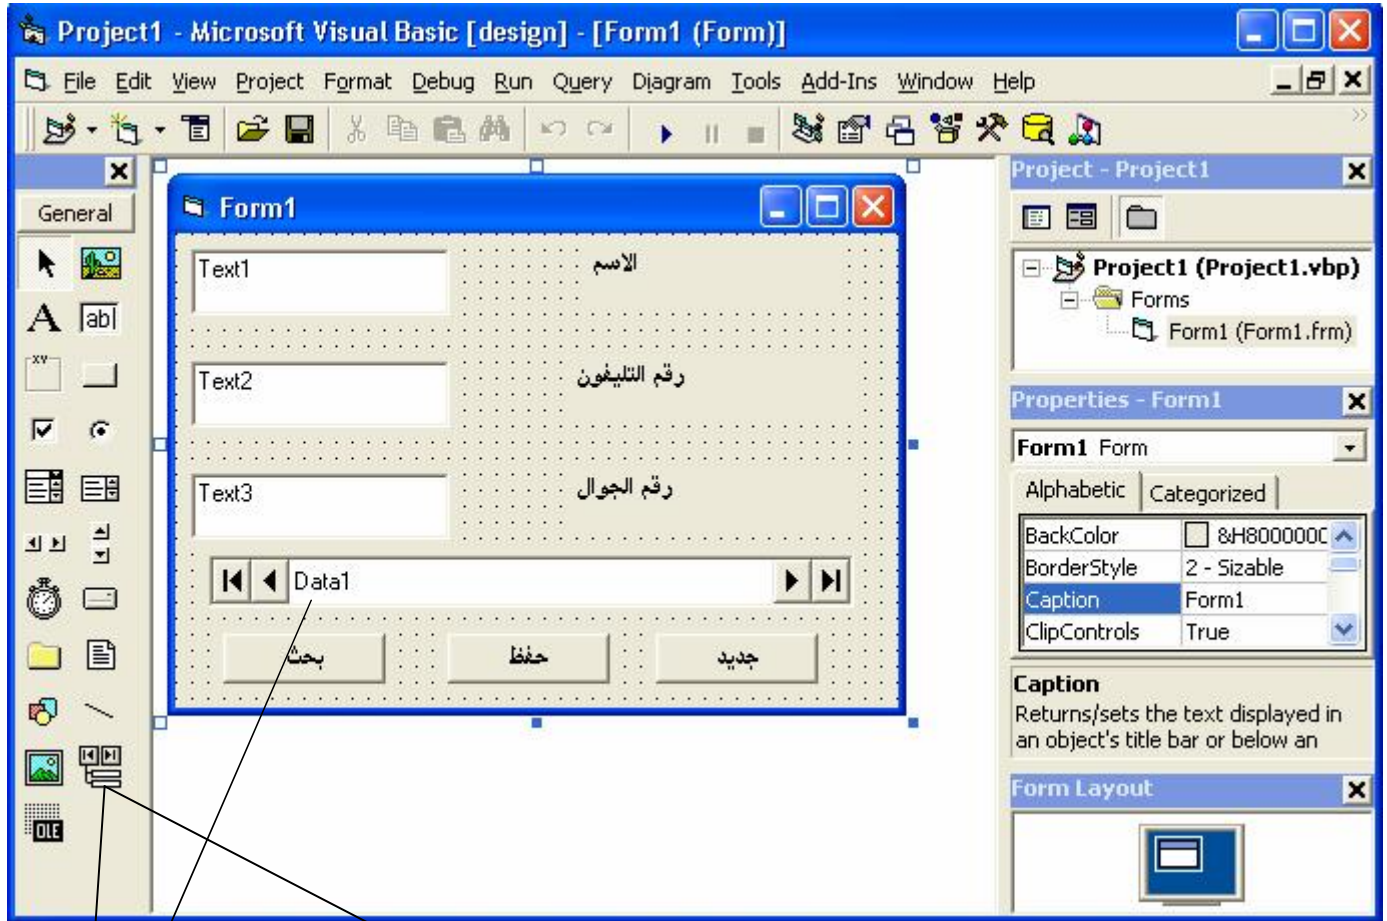 Project1 - Microsoft Visual Basic [design] - [Form1 (Form)]
File Edit View Project Format Debug Run Query Diagram Tools Add-Ins Window Help
General
A
ab
XY
OLE
Form1
Text1
الاسم
Text2
رقم التليفون
Text3
رقم الجوال
Data1
بحث
حفظ
جديد
Project - Project1
Project1 (Project1.vbp)
Forms
Form1 (Form1.frm)
Properties - Form1
Form1 Form
Alphabetic Categorized
BackColor &H8000000
BorderStyle 2 - Sizable
Caption Form1
ClipControls True
Caption
Returns/sets the text displayed in
an object's title bar or below an
Form Layout